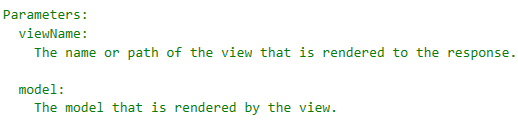 Parameters:
viewName:
The name or path of the view that is rendered to the response.
model:
The model that is rendered by the view.